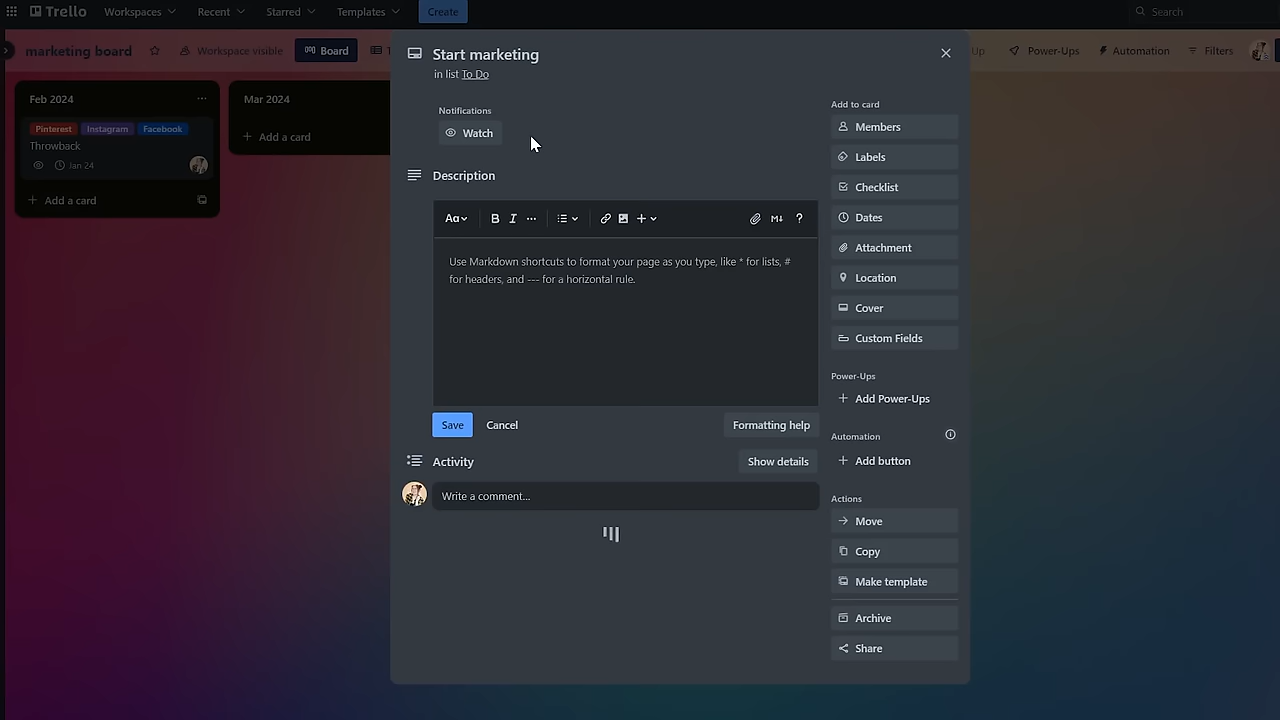 Trello Workspaces Recent Starred Templates Create Search
marketing board Workspace visible Board Power-Ups Automation Filters
Feb 2024
Pinterest Instagram Facebook
Throwback
Jan 24
+ Add a card
Mar 2024
+ Add a card
Start marketing
in list To Do
Notifications
Watch
Description
Aa B I ... M↓ ?
Use Markdown shortcuts to format your page as you type, like * for lists, #
for headers, and --- for a horizontal rule.
Save Cancel Formatting help
Activity Show details
Write a comment...
Add to card
Members
Labels
Checklist
Dates
Attachment
Location
Cover
Custom Fields
Power-Ups
+ Add Power-Ups
Automation
+ Add button
Actions
Move
Copy
Make template
Archive
Share